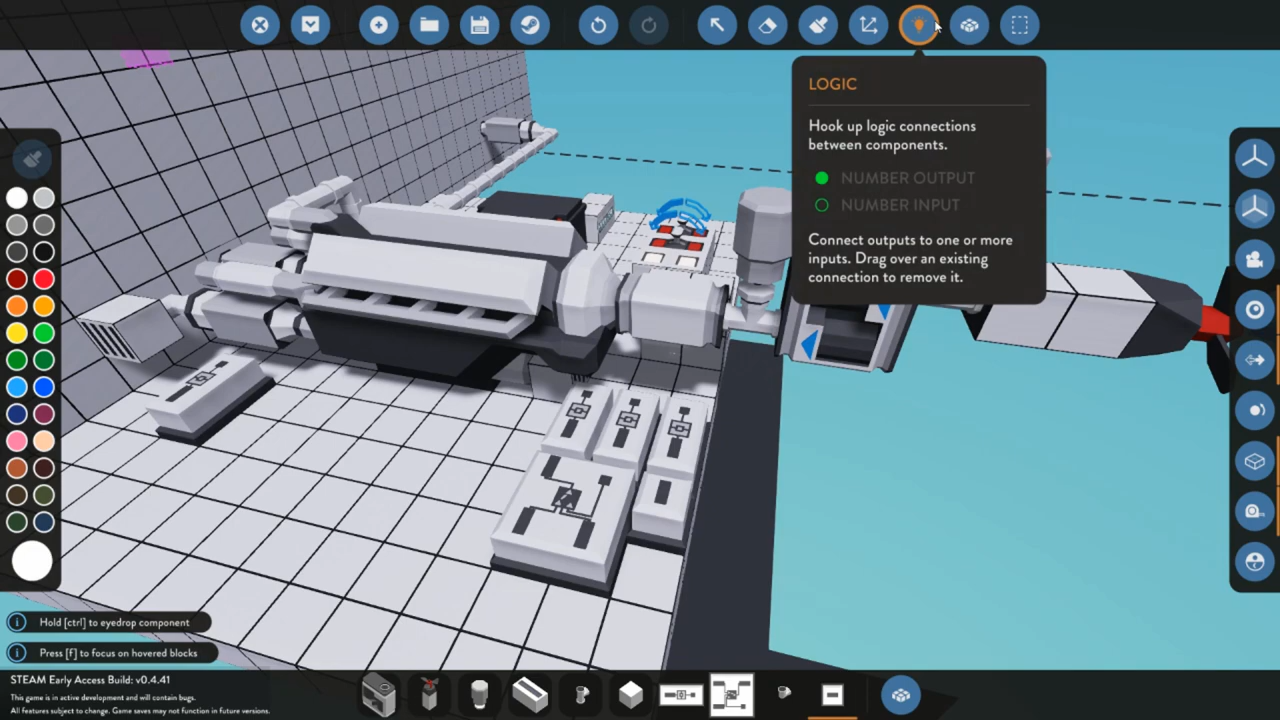 LOGIC
Hook up logic connections
between components.
NUMBER OUTPUT
NUMBER INPUT
Connect outputs to one or more
inputs. Drag over an existing
connection to remove it.
Hold [ctrl] to eyedrop component
Press [f] to focus on hovered blocks
STEAM Early Access Build: v0.4.41
This game is in active development and will contain bugs.
All features subject to change. Game saves may not function in future versions.